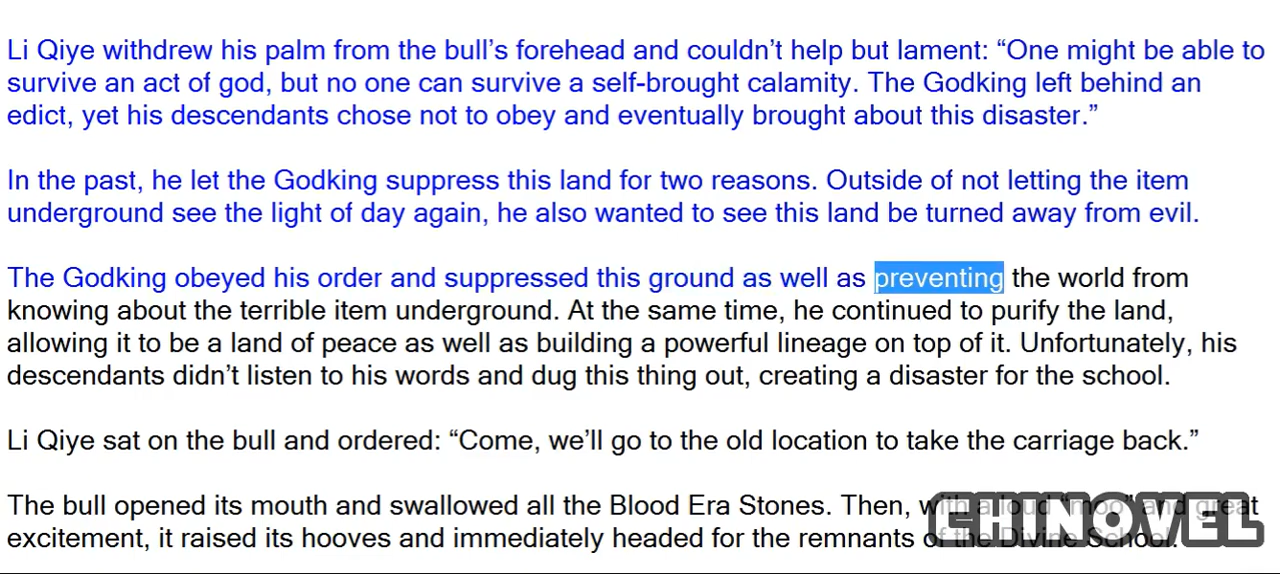 Li Qiye withdrew his palm from the bull’s forehead and couldn’t help but lament: “One might be able to
survive an act of god, but no one can survive a self-brought calamity. The Godking left behind an
edict, yet his descendants chose not to obey and eventually brought about this disaster.”
In the past, he let the Godking suppress this land for two reasons. Outside of not letting the item
underground see the light of day again, he also wanted to see this land be turned away from evil.
The Godking obeyed his order and suppressed this ground as well as preventing the world from
knowing about the terrible item underground. At the same time, he continued to purify the land,
allowing it to be a land of peace as well as building a powerful lineage on top of it. Unfortunately, his
descendants didn’t listen to his words and dug this thing out, creating a disaster for the school.
Li Qiye sat on the bull and ordered: “Come, we’ll go to the old location to take the carriage back.”
The bull opened its mouth and swallowed all the Blood Era Stones. Then, with a loud “moo” and great
excitement, it raised its hooves and immediately headed for the remnants of the Divine School.
CHINOVEL